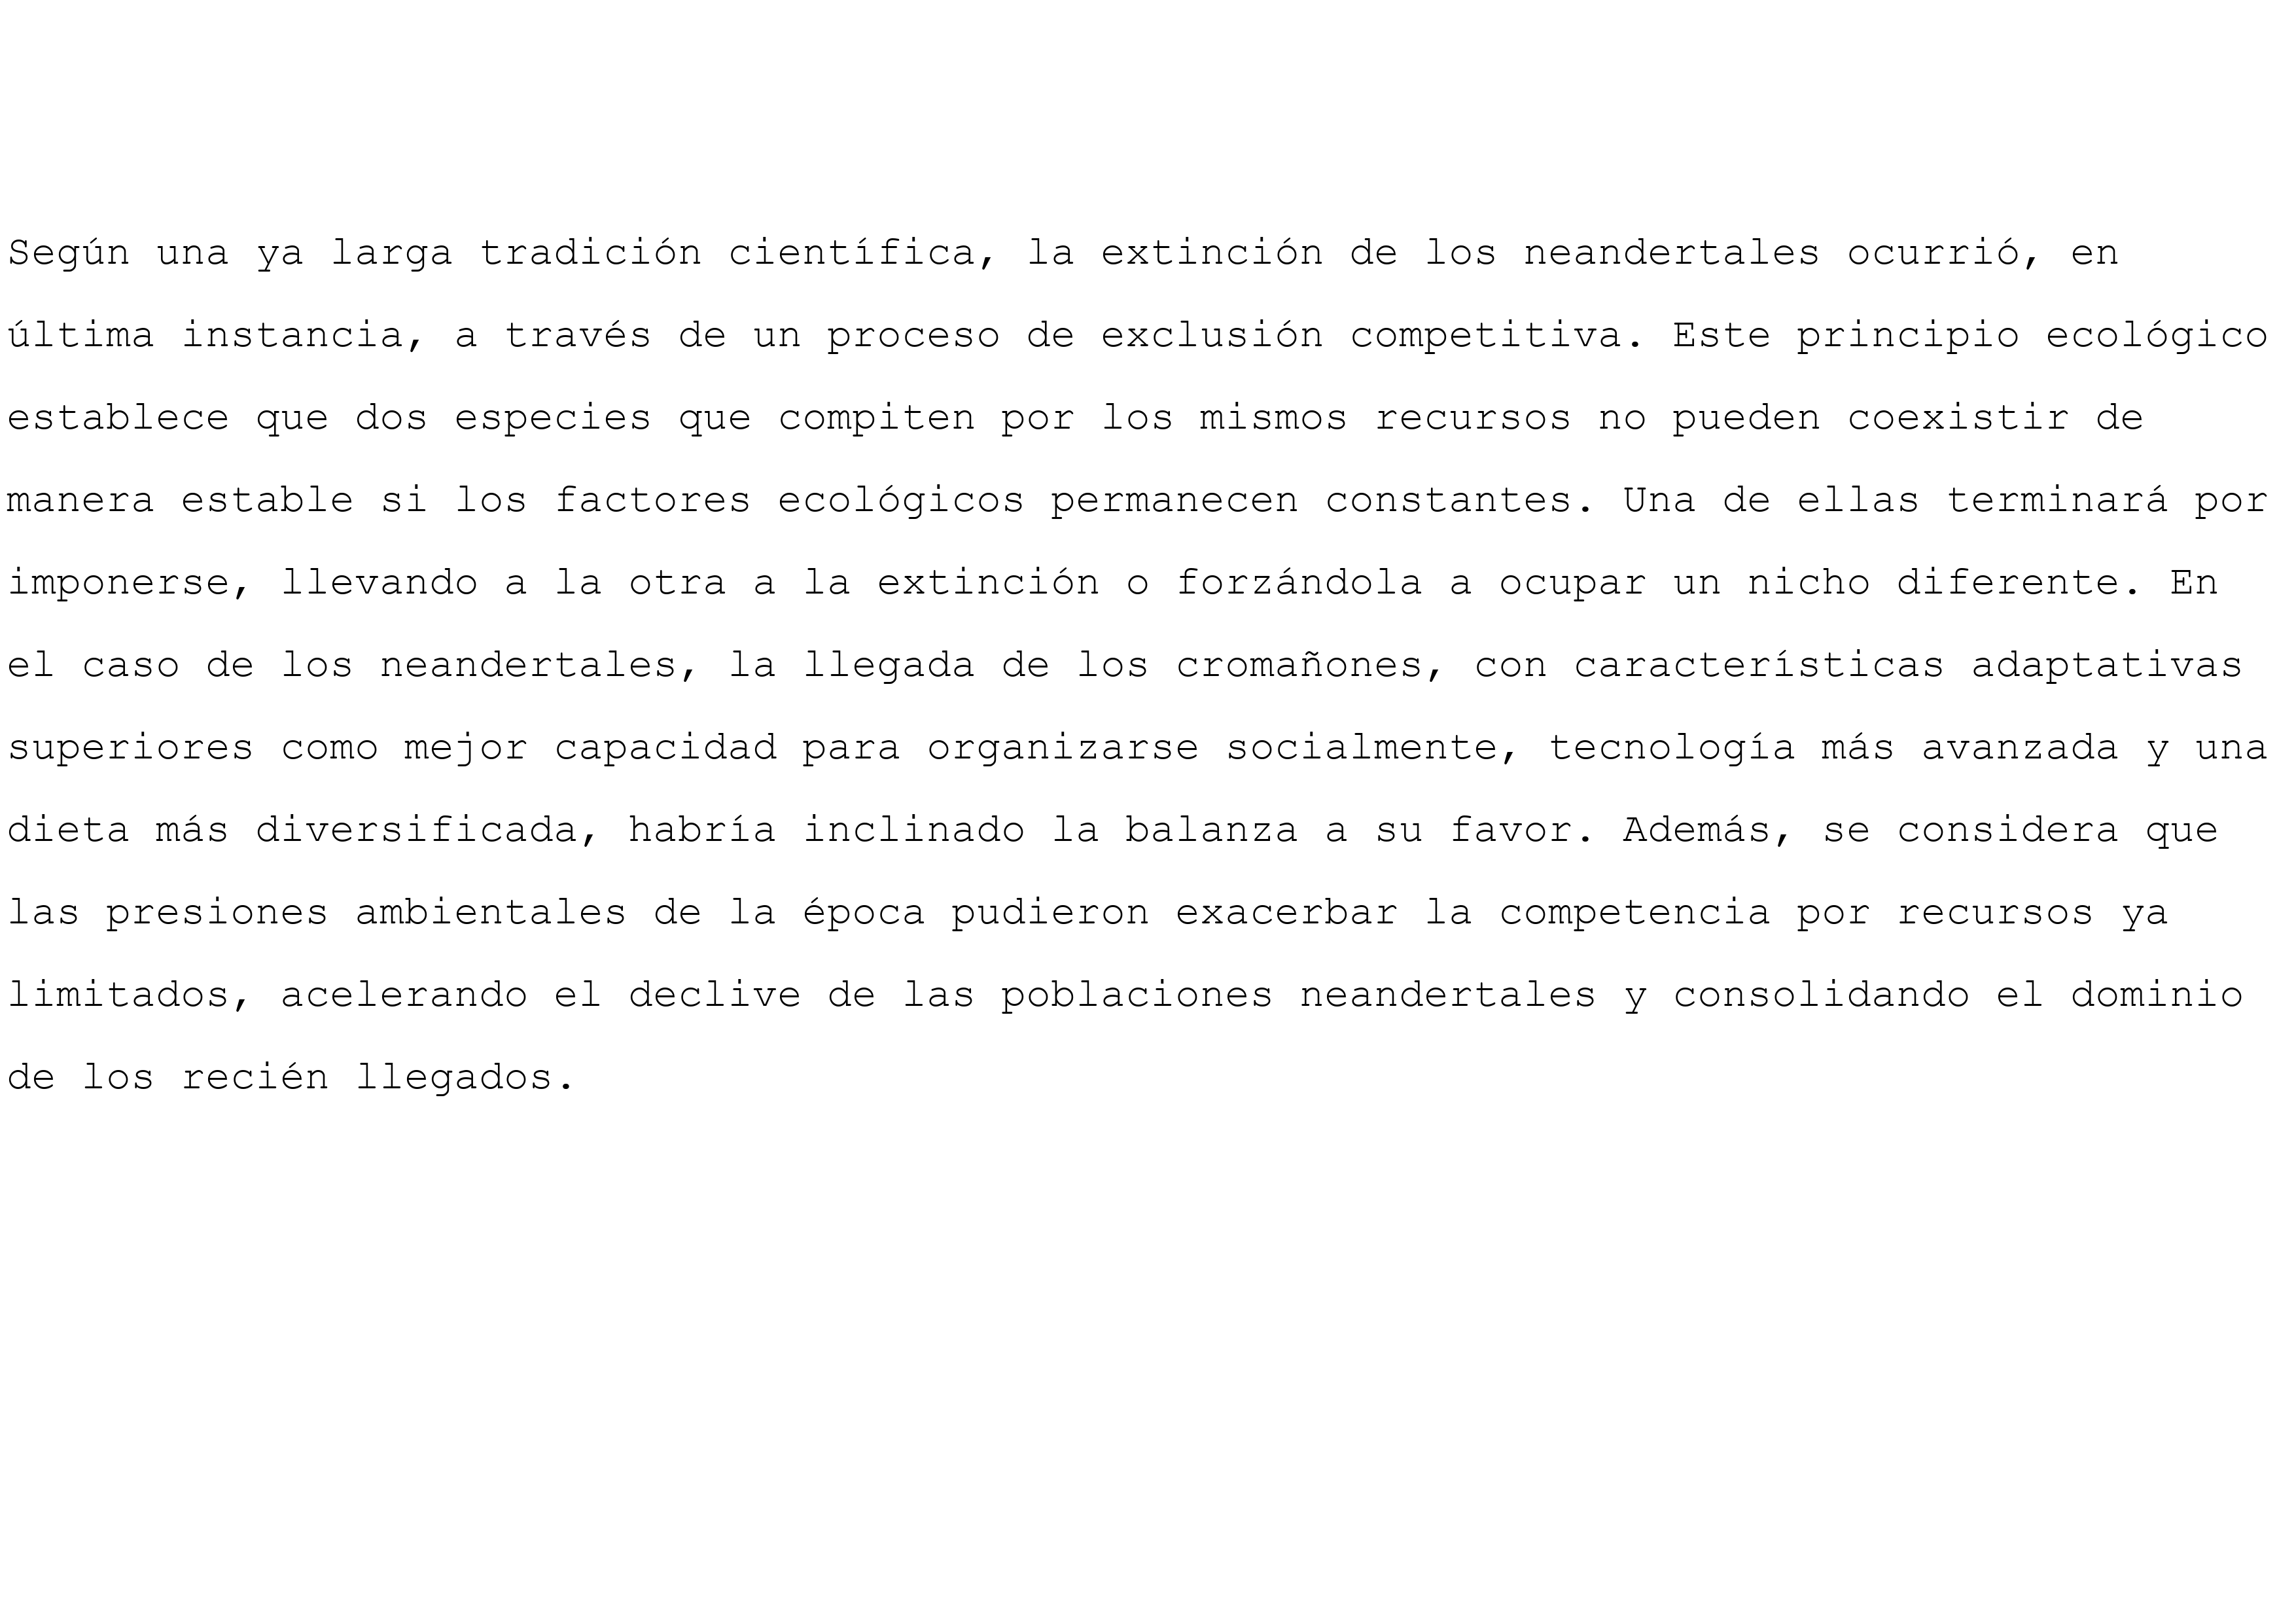 Según una ya larga tradición científica, la extinción de los neandertales ocurrió, en
última instancia, a través de un proceso de exclusión competitiva. Este principio ecológico
establece que dos especies que compiten por los mismos recursos no pueden coexistir de
manera estable si los factores ecológicos permanecen constantes. Una de ellas terminará por
imponerse, llevando a la otra a la extinción o forzándola a ocupar un nicho diferente. En
el caso de los neandertales, la llegada de los cromañones, con características adaptativas
superiores como mejor capacidad para organizarse socialmente, tecnología más avanzada y una
dieta más diversificada, habría inclinado la balanza a su favor. Además, se considera que
las presiones ambientales de la época pudieron exacerbar la competencia por recursos ya
limitados, acelerando el declive de las poblaciones neandertales y consolidando el dominio
de los recién llegados.